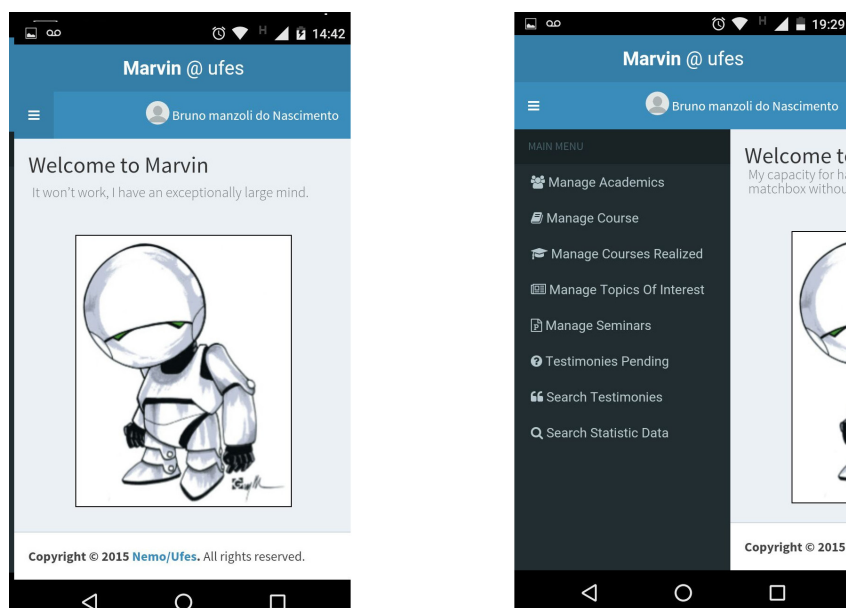 H 14:42
Marvin @ ufes
Bruno manzoli do Nascimento
Welcome to Marvin
It won't work, I have an exceptionally large mind.
Copyright © 2015 Nemo/Ufes. All rights reserved.
H 19:29
Marvin @ ufes
Bruno manzoli do Nascimento
MAIN MENU
Manage Academics
Manage Course
Manage Courses Realized
Manage Topics Of Interest
Manage Seminars
Testimonies Pending
Search Testimonies
Search Statistic Data
Welcome
My capacity for
matchbox
Copyright © 2015